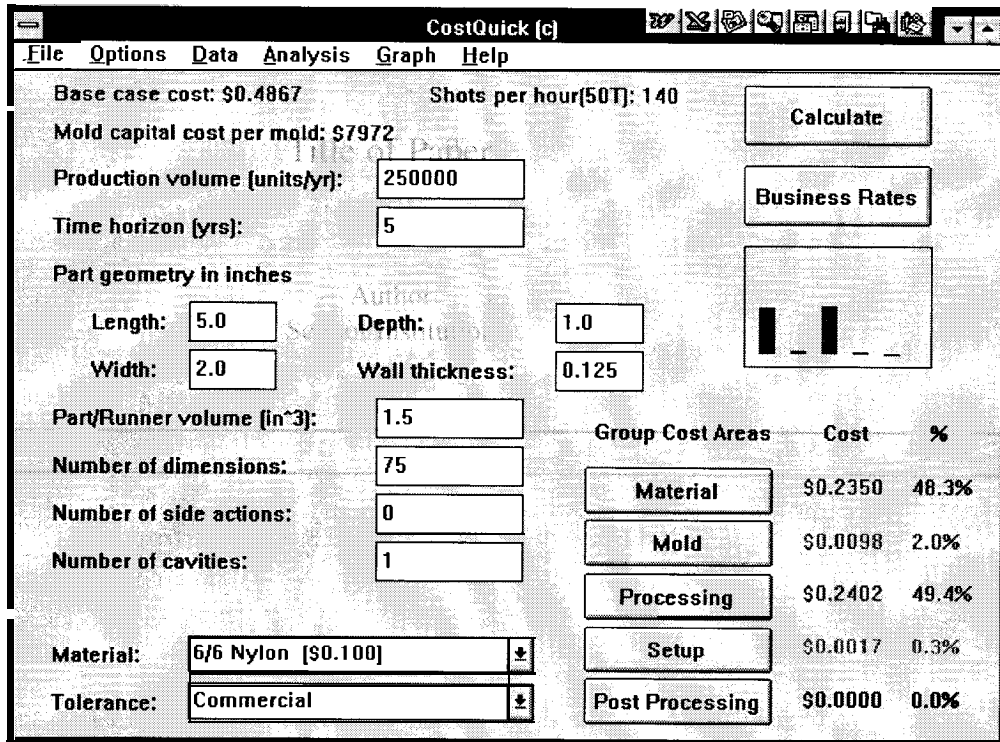 CostQuick (c)
File Options Data Analysis Graph Help
Base case cost: $0.4867
Shots per hour(50T): 140
Calculate
Mold capital cost per mold: $7972
Title of Paper
Production volume (units/yr): 250000
Business Rates
Time horizon (yrs): 5
Part geometry in inches
Author
Length: 5.0
Depth: 1.0
Width: 2.0
Wall thickness: 0.125
Part/Runner volume (in^3): 1.5
Group Cost Areas Cost %
Number of dimensions: 75
Material $0.2350 48.3%
Number of side actions: 0
Mold $0.0098 2.0%
Number of cavities: 1
Processing $0.2402 49.4%
Material: 6/6 Nylon [$0.100]
Setup $0.0017 0.3%
Tolerance: Commercial
Post Processing $0.0000 0.0%